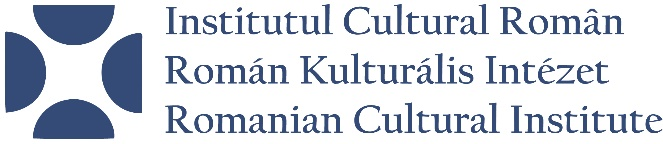 Institutul Cultural Român
Román Kulturális Intézet
Romanian Cultural Institute